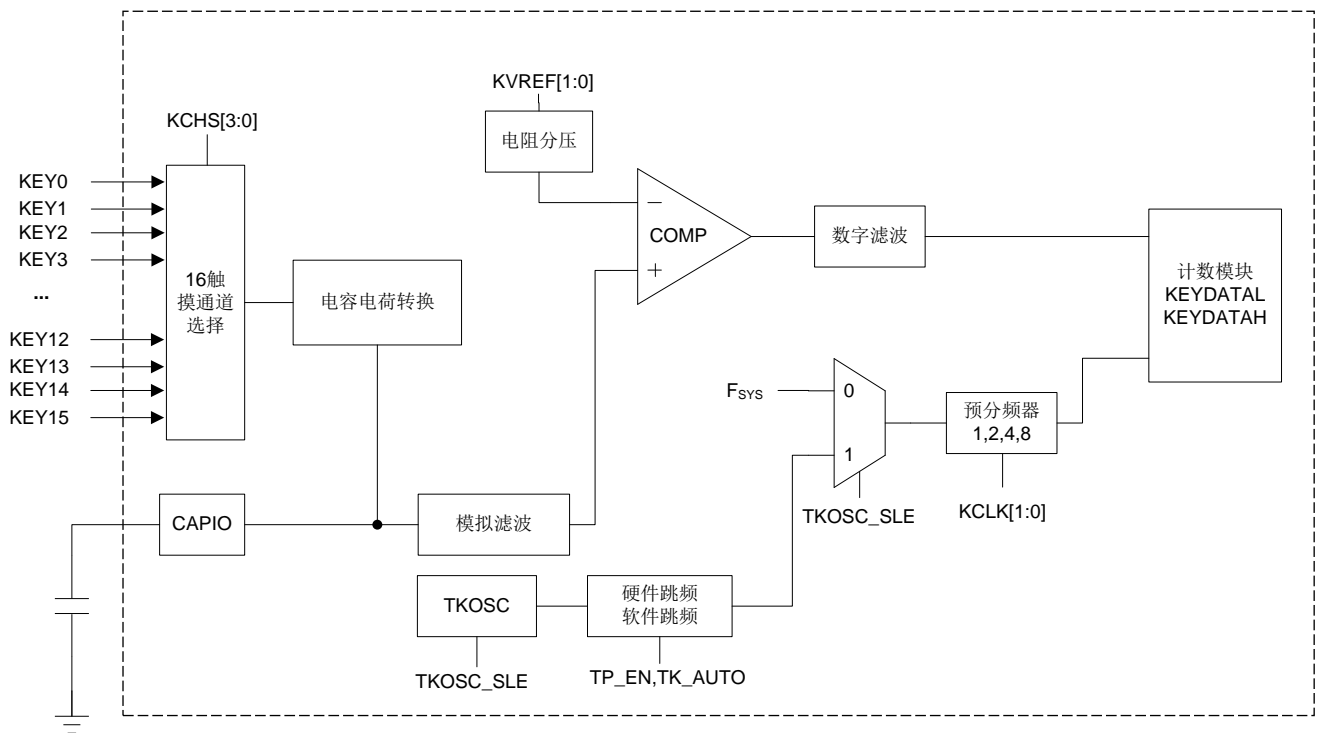 KVREF[1:0]
电阻分压
KCHS[3:0]
KEY0
KEY1
KEY2
KEY3
...
KEY12
KEY13
KEY14
KEY15
16触
摸通道
选择
电容电荷转换
−
COMP
+
数字滤波
计数模块
KEYDATAL
KEYDATAH
FSYS
0
1
预分频器
1,2,4,8
TKOSC_SLE
KCLK[1:0]
CAPIO
模拟滤波
TKOSC
硬件跳频
软件跳频
TKOSC_SLE
TP_EN,TK_AUTO